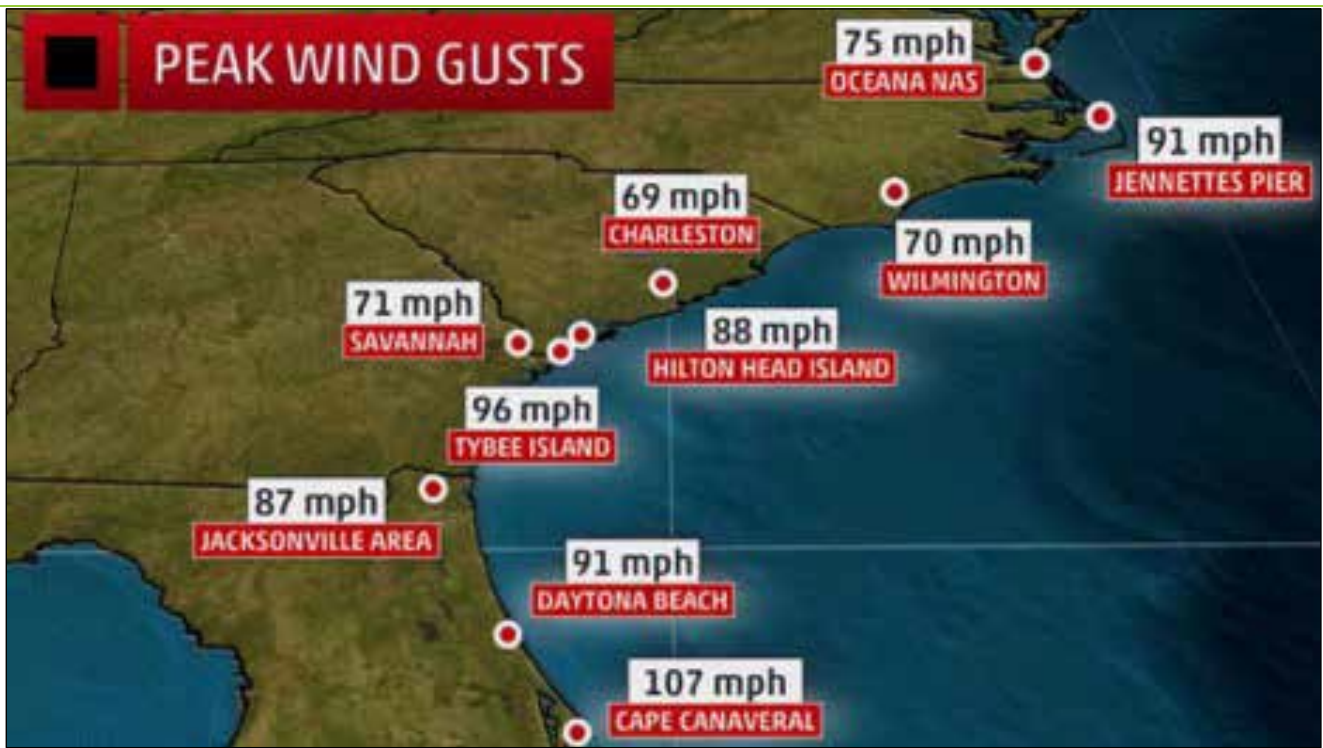 PEAK WIND GUSTS
75 mph
OCEANA NAS
91 mph
JENNETTES PIER
69 mph
CHARLESTON
70 mph
WILMINGTON
71 mph
SAVANNAH
88 mph
HILTON HEAD ISLAND
96 mph
TYBEE ISLAND
87 mph
JACKSONVILLE AREA
91 mph
DAYTONA BEACH
107 mph
CAPE CANAVERAL